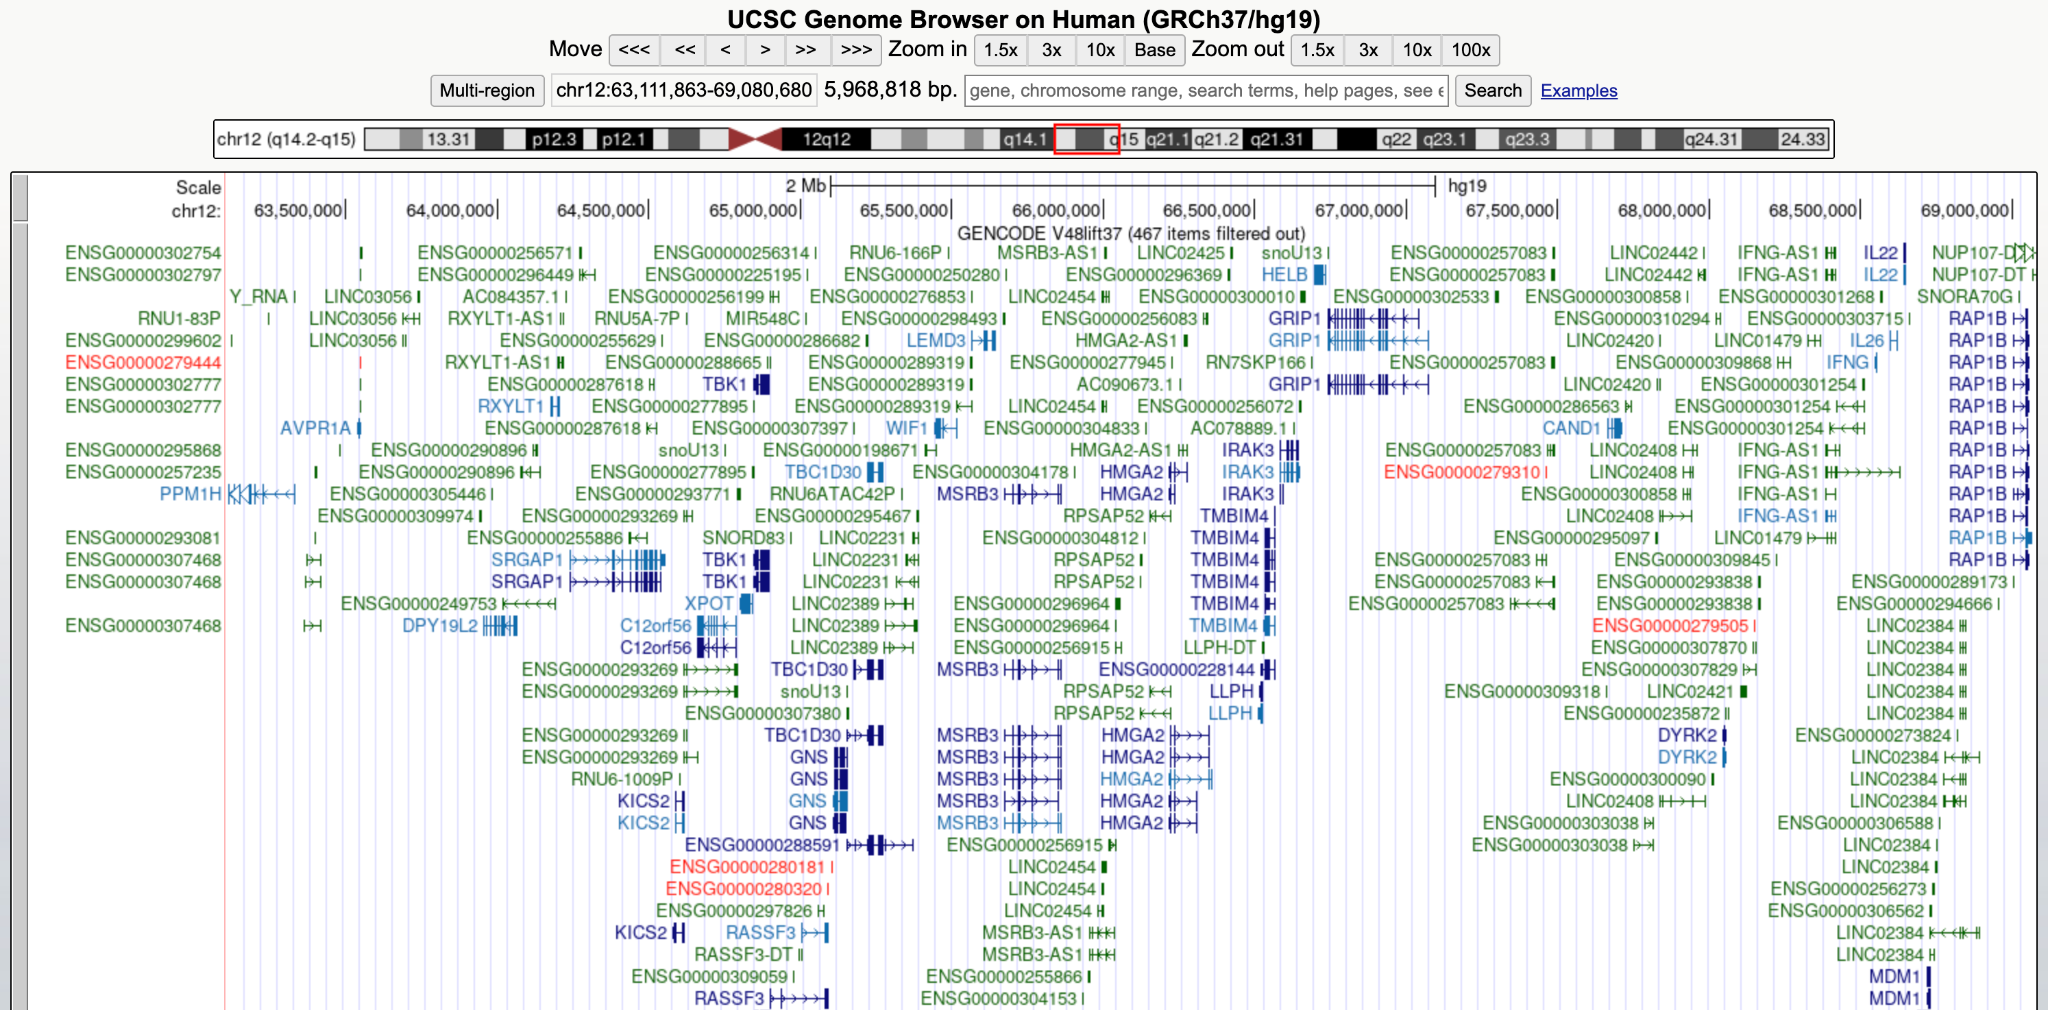 UCSC Genome Browser on Human (GRCh37/hg19)
Move <<< << < > >> >>> Zoom in 1.5x 3x 10x Base Zoom out 1.5x 3x 10x 100x
Multi-region chr12:63,111,863-69,080,680 5,968,818 bp. gene, chromosome range, search terms, help pages, see e Search Examples
chr12 (q14.2-q15) 13.31 p12.3 p12.1 12q12 q14.1 q15 q21.1 q21.2 q21.31 q22 q23.1 q23.3 q24.31 24.33
Scale 2 Mb hg19
chr12: 63,500,000 64,000,000 64,500,000 65,000,000 65,500,000 66,000,000 66,500,000 67,000,000 67,500,000 68,000,000 68,500,000 69,000,000
GENCODE V48lift37 (467 items filtered out)
ENSG00000302754 ENSG00000256571 ENSG00000256314 RNU6-166P MSRB3-AS1 LINC02425 snoU13 ENSG00000257083 LINC02442 IFNG-AS1 IL22 NUP107-D
ENSG00000302797 ENSG00000296449 ENSG00000225195 ENSG00000250280 ENSG00000296369 HELB ENSG00000257083 LINC02442 IFNG-AS1 IL22 NUP107-DT
Y_RNA LINC03056 AC084357.1 ENSG00000256199 ENSG00000276853 LINC02454 ENSG00000300010 ENSG00000302533 ENSG00000300858 ENSG00000301268 SNORA70G
RNU1-83P LINC03056 RXYLT1-AS1 RNU5A-7P MIR548C ENSG00000298493 ENSG00000256083 GRIP1 ENSG00000310294 ENSG00000303715 RAP1B
ENSG00000299602 LINC03056 ENSG00000255629 ENSG00000286682 LEMD3 HMGA2-AS1 GRIP1 LINC02420 LINC01479 IL26 RAP1B
ENSG00000279444 RXYLT1-AS1 ENSG00000288665 ENSG00000289319 ENSG00000277945 RN7SKP166 ENSG00000257083 ENSG00000309868 IFNG RAP1B
ENSG00000302777 ENSG00000287618 TBK1 ENSG00000289319 AC090673.1 GRIP1 LINC02420 ENSG00000301254 RAP1B
ENSG00000302777 RXYLT1 ENSG00000277895 ENSG00000289319 LINC02454 ENSG00000256072 ENSG00000286563 ENSG00000301254 RAP1B
AVPR1A ENSG00000287618 ENSG00000307397 WIF1 ENSG00000304833 AC078889.1 CAND1 ENSG00000301254 RAP1B
ENSG00000295868 ENSG00000290896 snoU13 ENSG00000198671 HMGA2-AS1 IRAK3 ENSG00000257083 LINC02408 IFNG-AS1 RAP1B
ENSG00000257235 ENSG00000290896 ENSG00000277895 TBC1D30 ENSG00000304178 HMGA2 IRAK3 ENSG00000279310 LINC02408 IFNG-AS1 RAP1B
PPM1H ENSG00000305446 ENSG00000293771 RNU6ATAC42P MSRB3 HMGA2 IRAK3 ENSG00000300858 IFNG-AS1 RAP1B
ENSG00000309974 ENSG00000293269 ENSG00000295467 RPSAP52 TMBIM4 LINC02408 IFNG-AS1 RAP1B
ENSG00000293081 ENSG00000255886 SNORD83 LINC02231 ENSG00000304812 TMBIM4 ENSG00000295097 LINC01479 RAP1B
ENSG00000307468 SRGAP1 TBK1 LINC02231 RPSAP52 TMBIM4 ENSG00000257083 ENSG00000309845 RAP1B
ENSG00000307468 SRGAP1 TBK1 LINC02231 RPSAP52 TMBIM4 ENSG00000257083 ENSG00000293838 ENSG00000289173
ENSG00000249753 XPOT LINC02389 ENSG00000296964 TMBIM4 ENSG00000257083 ENSG00000293838 ENSG00000294666
ENSG00000307468 DPY19L2 C12orf56 LINC02389 ENSG00000296964 TMBIM4 ENSG00000279505 LINC02384
C12orf56 LINC02389 ENSG00000256915 LLPH-DT ENSG00000307870 LINC02384
ENSG00000293269 TBC1D30 MSRB3 ENSG00000228144 ENSG00000307829 LINC02384
ENSG00000293269 snoU13 RPSAP52 LLPH ENSG00000309318 LINC02421 LINC02384
ENSG00000307380 RPSAP52 LLPH ENSG00000235872 LINC02384
ENSG00000293269 TBC1D30 MSRB3 HMGA2 DYRK2 ENSG00000273824
ENSG00000293269 GNS MSRB3 HMGA2 DYRK2 LINC02384
RNU6-1009P GNS MSRB3 HMGA2 ENSG00000300090 LINC02384
KICS2 GNS MSRB3 HMGA2 LINC02408 LINC02384
KICS2 GNS MSRB3 HMGA2 ENSG00000303038 ENSG00000306588
ENSG00000288591 ENSG00000256915 ENSG00000303038 LINC02384
ENSG00000280181 LINC02454 LINC02384
ENSG00000280320 LINC02454 ENSG00000256273
ENSG00000297826 LINC02454 ENSG00000306562
KICS2 RASSF3 MSRB3-AS1 LINC02384
RASSF3-DT MSRB3-AS1 LINC02384
ENSG00000309059 ENSG00000255866 MDM1
RASSF3 ENSG00000304153 MDM1